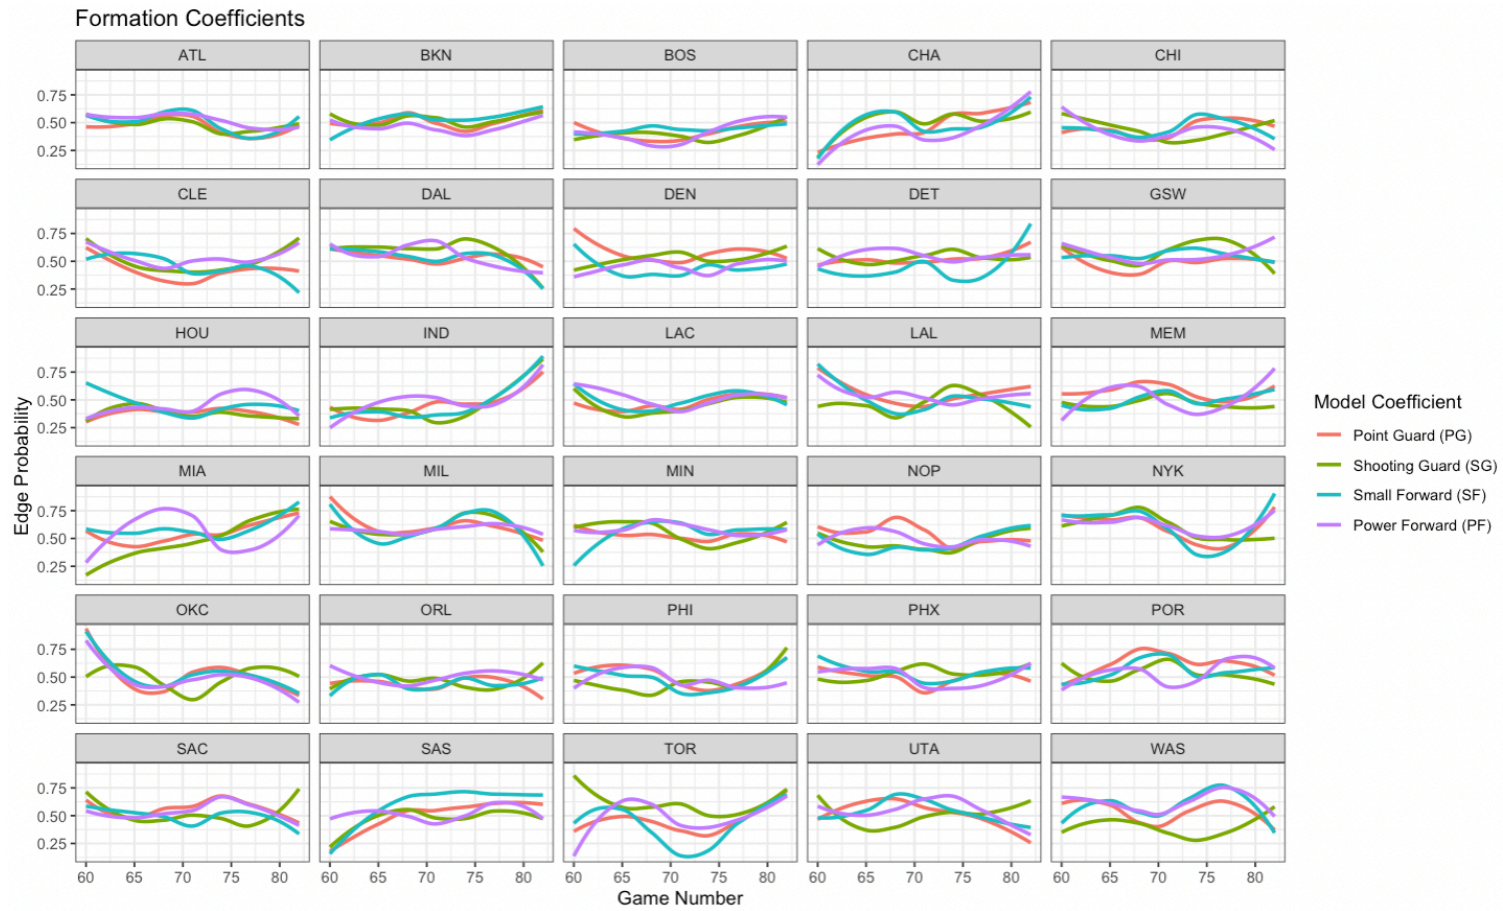 Formation Coefficients
ATL BKN BOS CHA CHI
0.75
0.50
0.25
CLE DAL DEN DET GSW
0.75
0.50
0.25
HOU IND LAC LAL MEM
0.75
0.50
0.25
MIA MIL MIN NOP NYK
0.75
0.50
0.25
OKC ORL PHI PHX POR
0.75
0.50
0.25
SAC SAS TOR UTA WAS
0.75
0.50
0.25
60 65 70 75 80 60 65 70 75 80 60 65 70 75 80 60 65 70 75 80 60 65 70 75 80
Game Number
Edge Probability
Model Coefficient
Point Guard (PG)
Shooting Guard (SG)
Small Forward (SF)
Power Forward (PF)